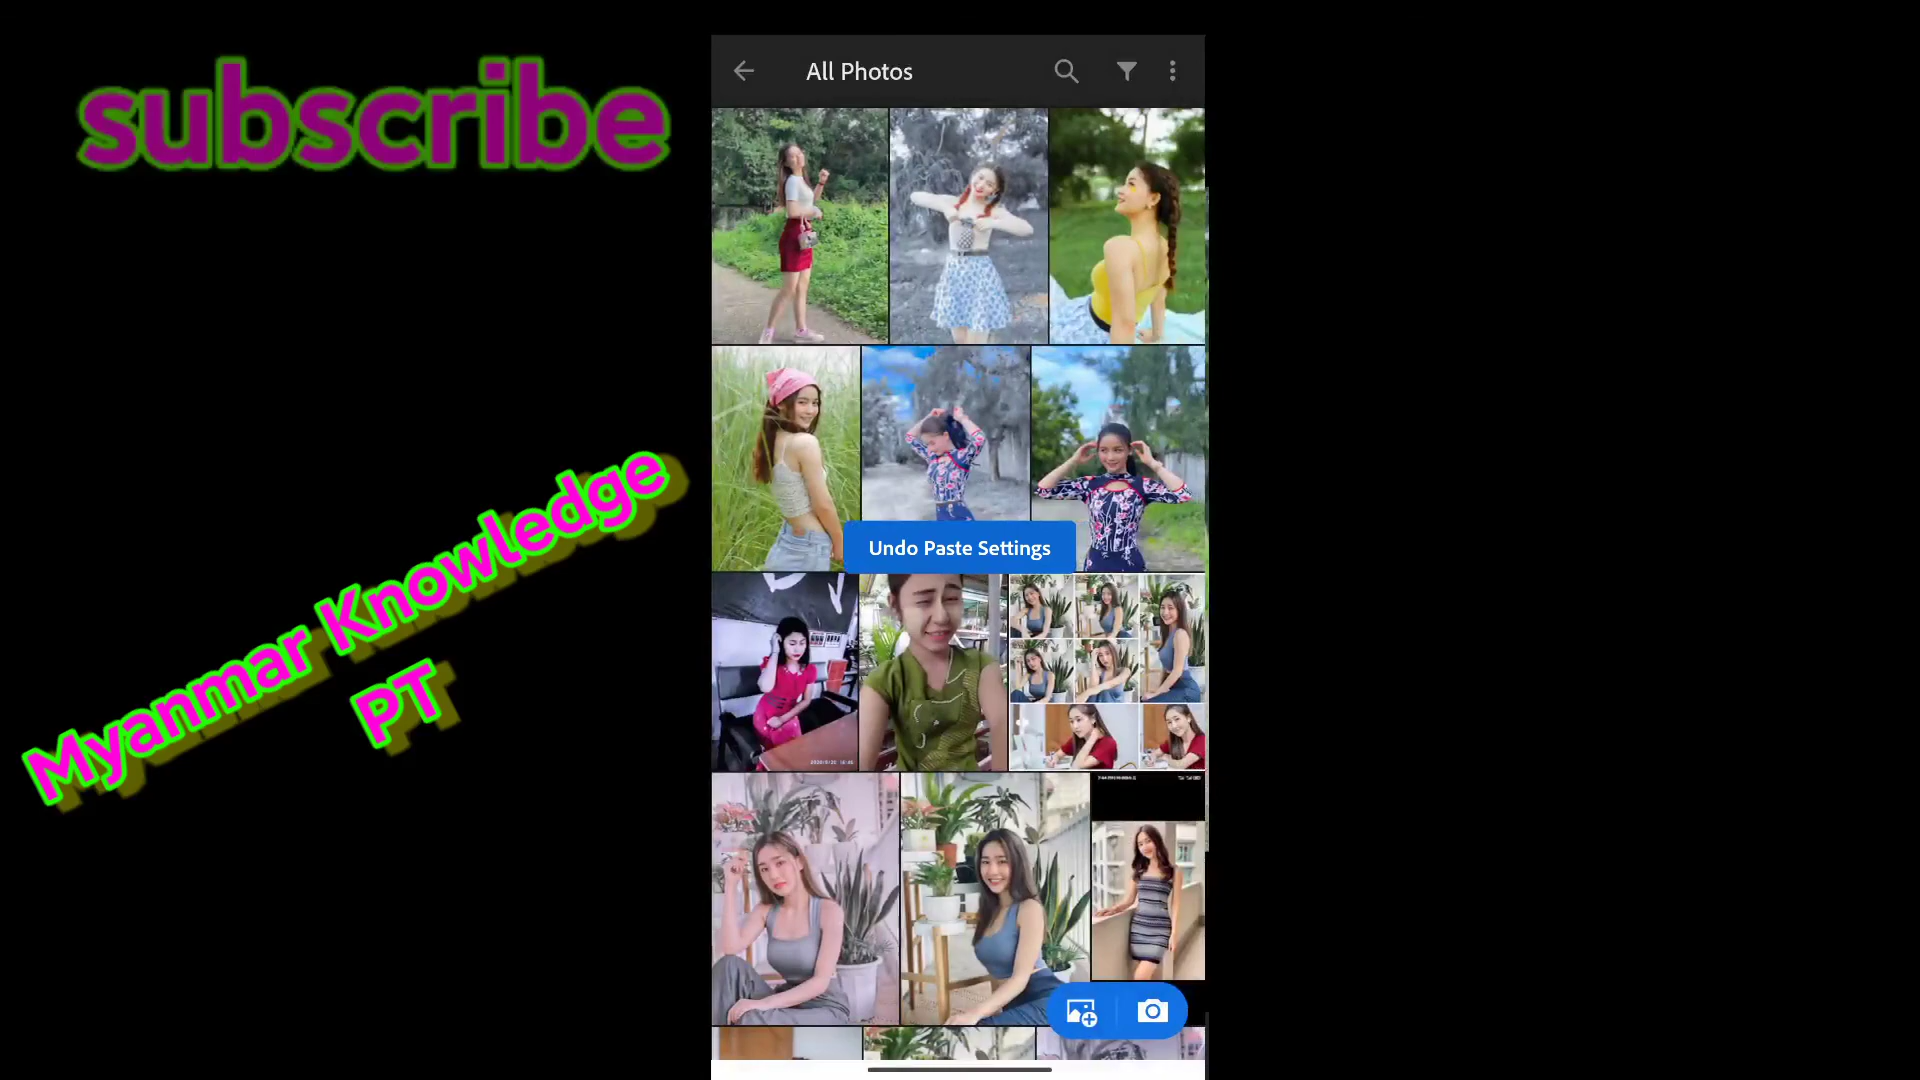 subscribe
All Photos
Undo Paste Settings
Myanmar Knowledge
PT